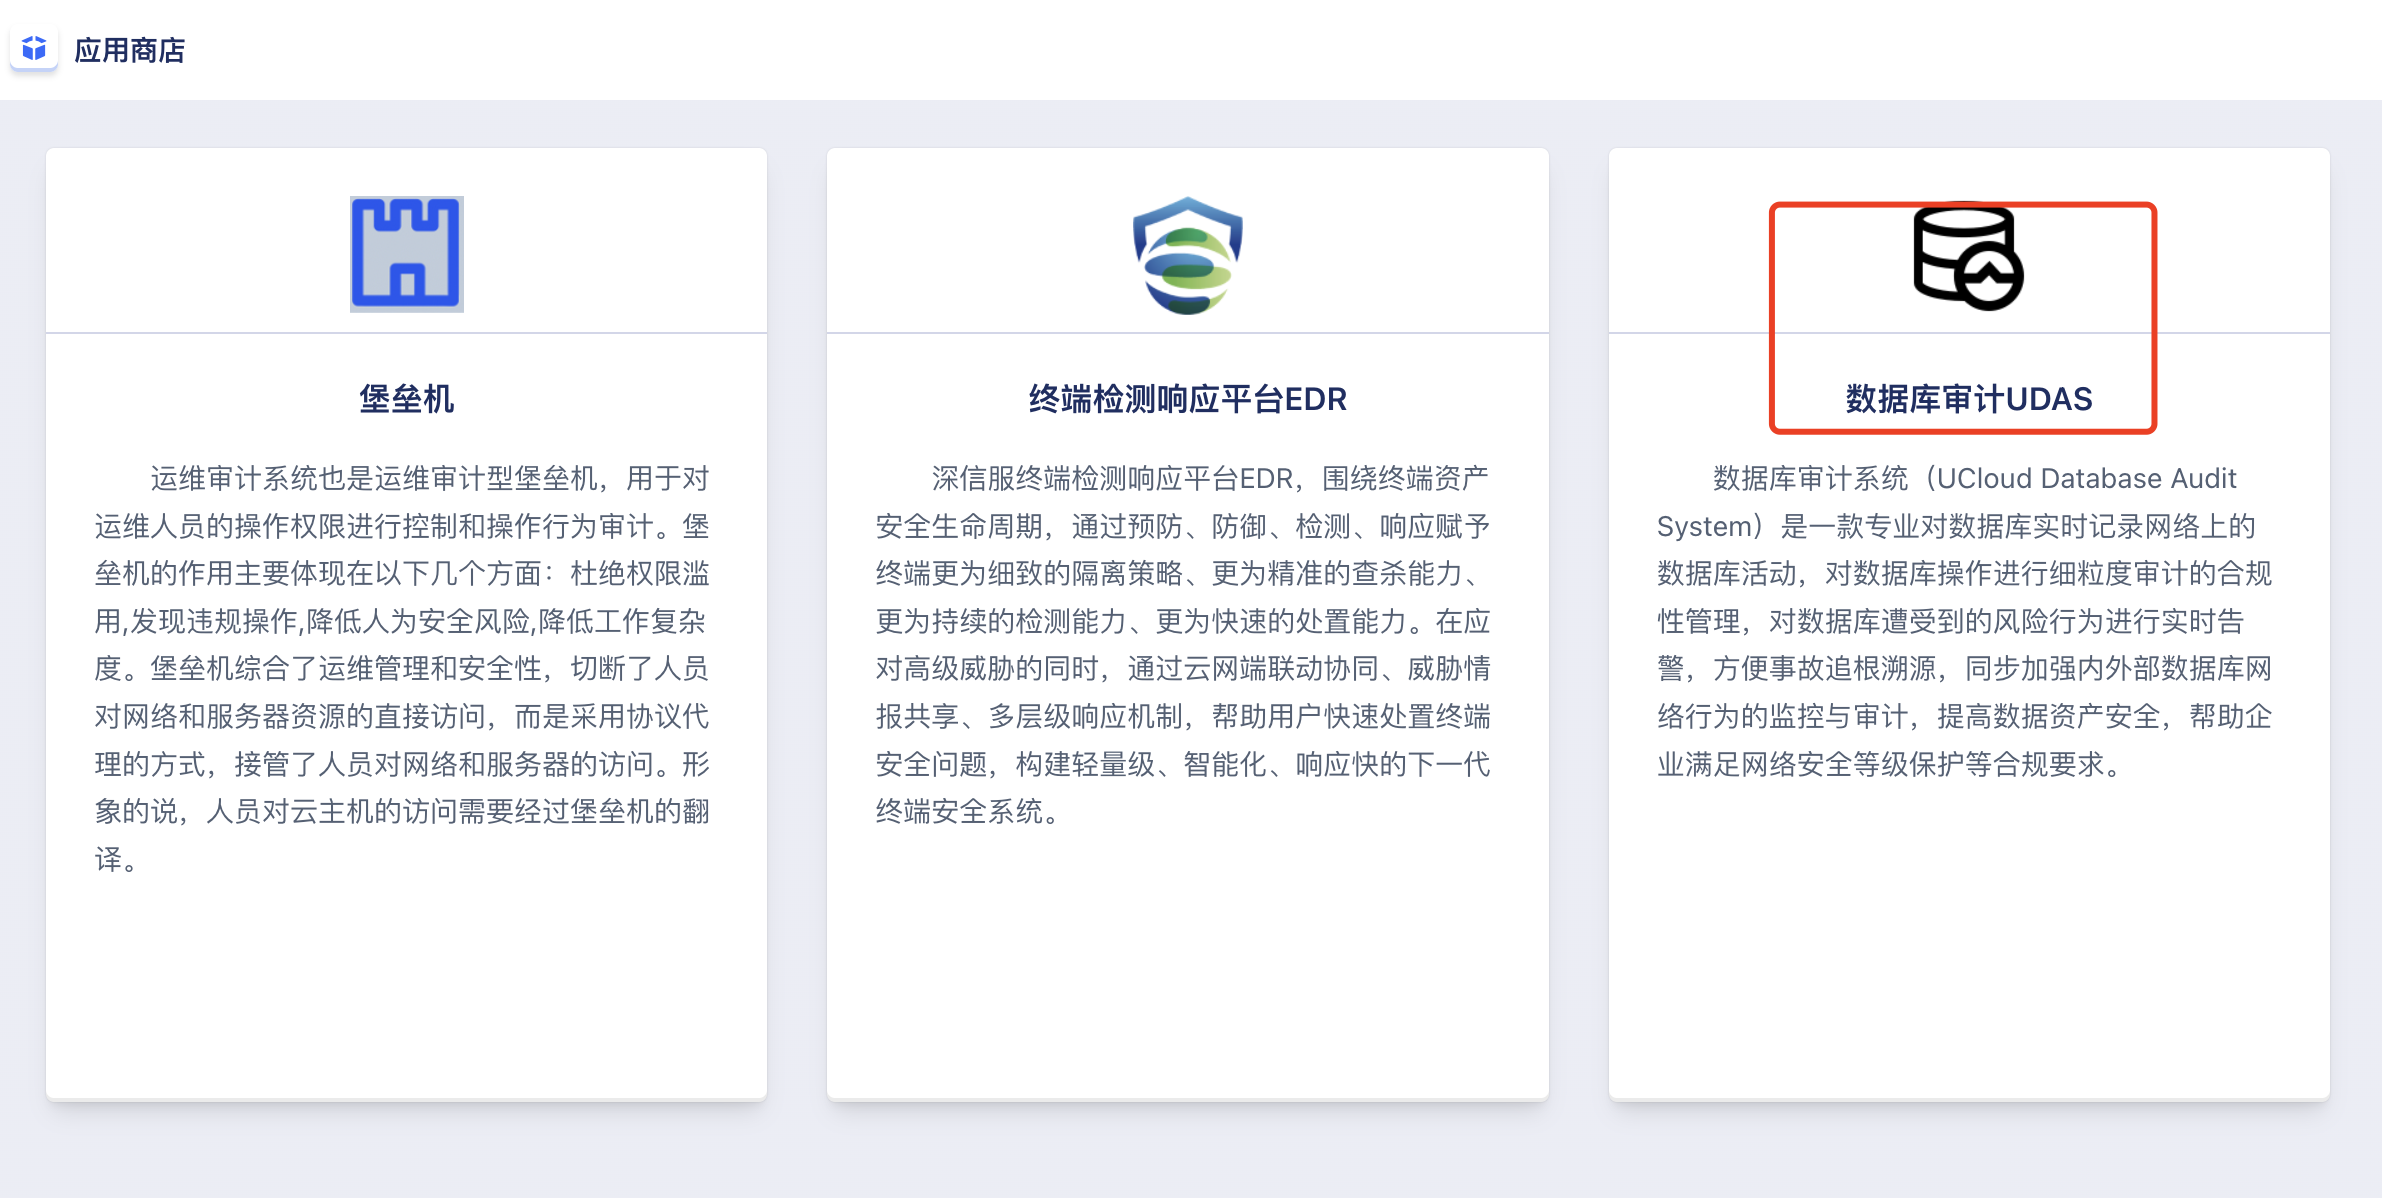 应用商店
堡垒机
运维审计系统也是运维审计型堡垒机，用于对
运维人员的操作权限进行控制和操作行为审计。堡
垒机的作用主要体现在以下几个方面：杜绝权限滥
用,发现违规操作,降低人为安全风险,降低工作复杂
度。堡垒机综合了运维管理和安全性，切断了人员
对网络和服务器资源的直接访问，而是采用协议代
理的方式，接管了人员对网络和服务器的访问。形
象的说，人员对云主机的访问需要经过堡垒机的翻
译。
终端检测响应平台EDR
深信服终端检测响应平台EDR，围绕终端资产
安全生命周期，通过预防、防御、检测、响应赋予
终端更为细致的隔离策略、更为精准的查杀能力、
更为持续的检测能力、更为快速的处置能力。在应
对高级威胁的同时，通过云网端联动协同、威胁情
报共享、多层级响应机制，帮助用户快速处置终端
安全问题，构建轻量级、智能化、响应快的下一代
终端安全系统。
数据库审计UDAS
数据库审计系统（UCloud Database Audit
System）是一款专业对数据库实时记录网络上的
数据库活动，对数据库操作进行细粒度审计的合规
性管理，对数据库遭受到的风险行为进行实时告
警，方便事故追根溯源，同步加强内外部数据库网
络行为的监控与审计，提高数据资产安全，帮助企
业满足网络安全等级保护等合规要求。